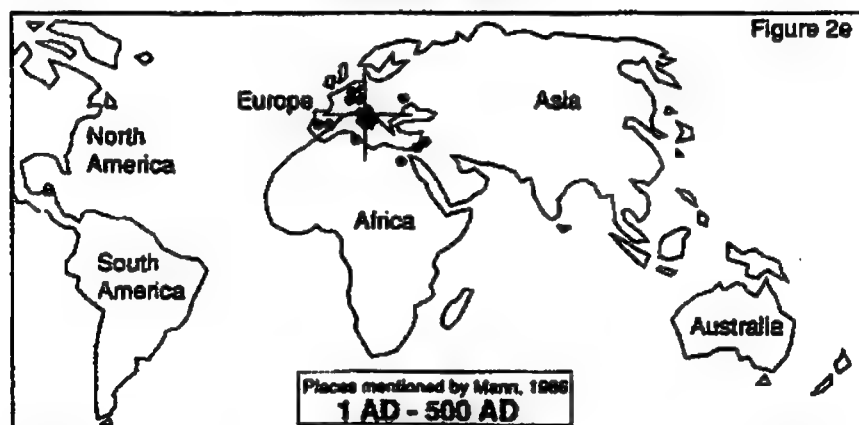 Figure 2e
Europe
Asia
North
America
Africa
South
America
Australia
Places mentioned by Mann, 1986
1 AD - 500 AD